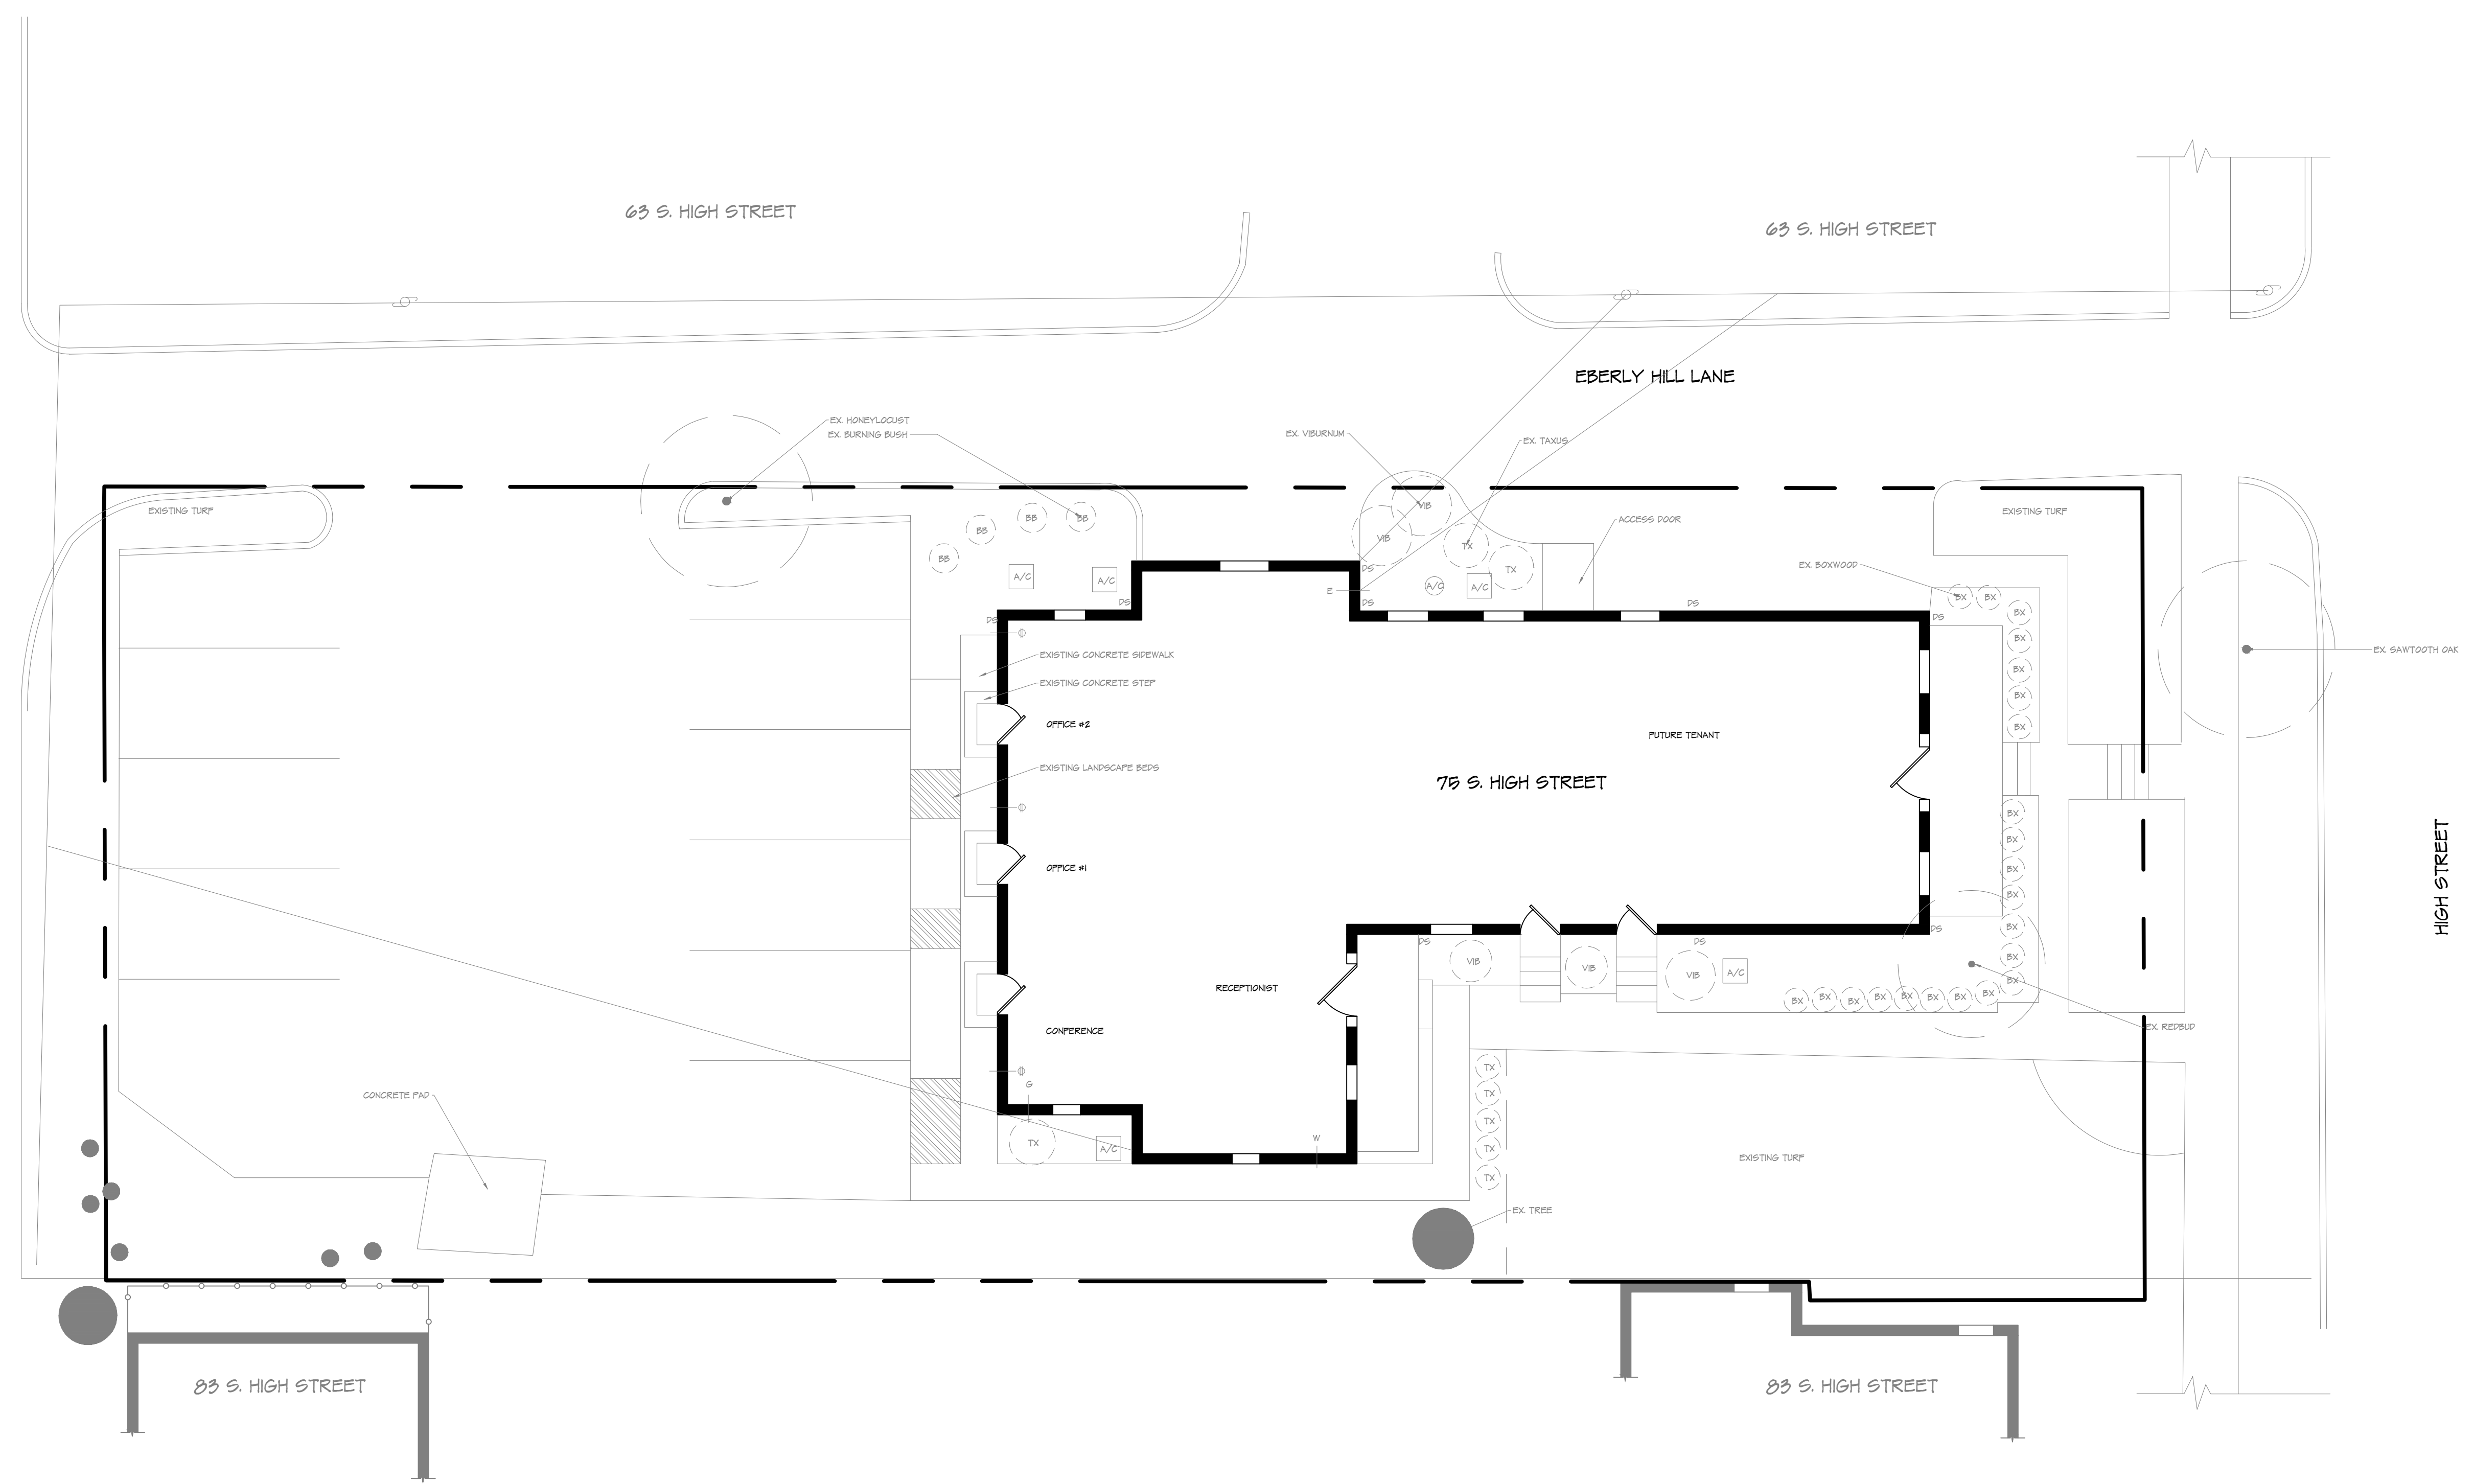 63 S. HIGH STREET
63 S. HIGH STREET
EBERLY HILL LANE
EX. HONEYLOCUST
EX. BURNING BUSH
EX. VIBURNUM
EX. TAXUS
EXISTING TURF
VIB
VIB
BB
BB
BB
BB
TX
TX
ACCESS DOOR
EXISTING TURF
EX. BOXWOOD
A/C
A/C
DS
DS
DS
E
DS
A/C
A/C
DS
DS
BX
BX
BX
BX
BX
BX
BX
EX. SAWTOOTH OAK
EXISTING CONCRETE SIDEWALK
EXISTING CONCRETE STEP
OFFICE #2
FUTURE TENANT
EXISTING LANDSCAPE BEDS
75 S. HIGH STREET
HIGH STREET
OFFICE #1
BX
BX
BX
BX
BX
BX
BX
DS
DS
DS
VIB
VIB
VIB
A/C
RECEPTIONIST
BX
BX
BX
BX
BX
BX
BX
BX
CONFERENCE
EX. REDBUD
G
CONCRETE PAD
TX
A/C
W
TX
TX
TX
TX
TX
EXISTING TURF
EX. TREE
83 S. HIGH STREET
83 S. HIGH STREET